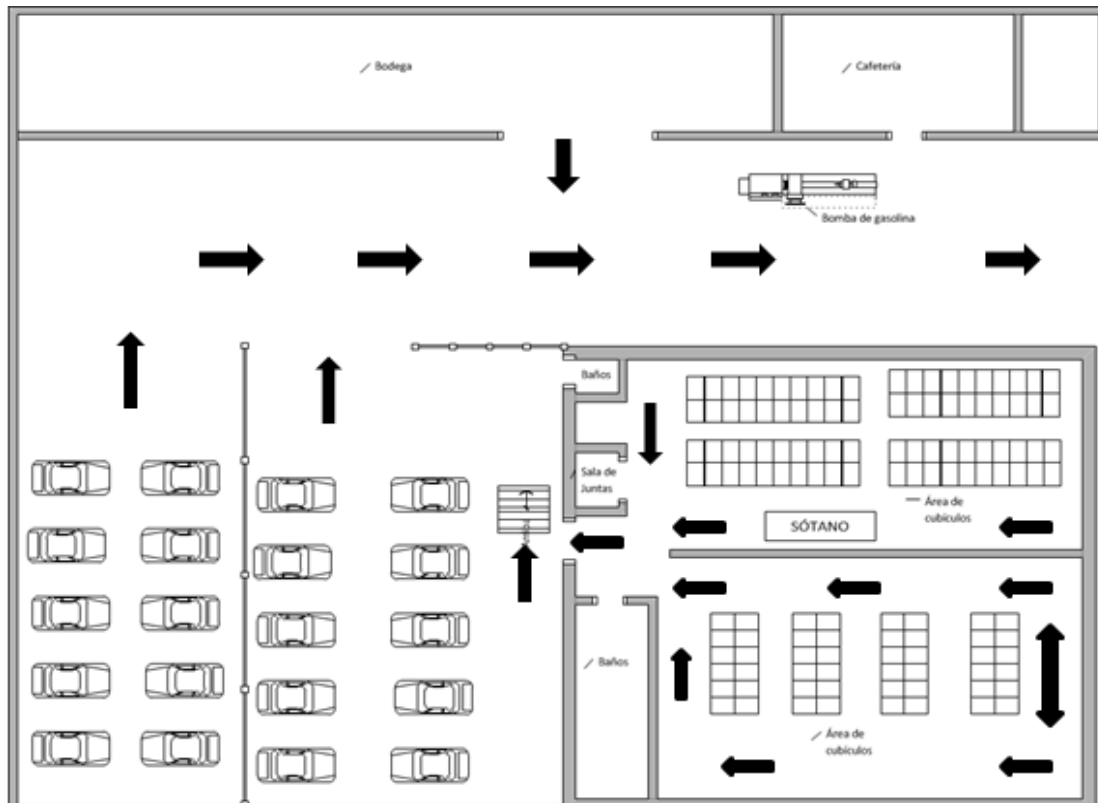 Bodega
Cafetería
Bomba de gasolina
Baños
Sala de
Juntas
Área de
cubículos
SÓTANO
Baños
Área de
cubículos